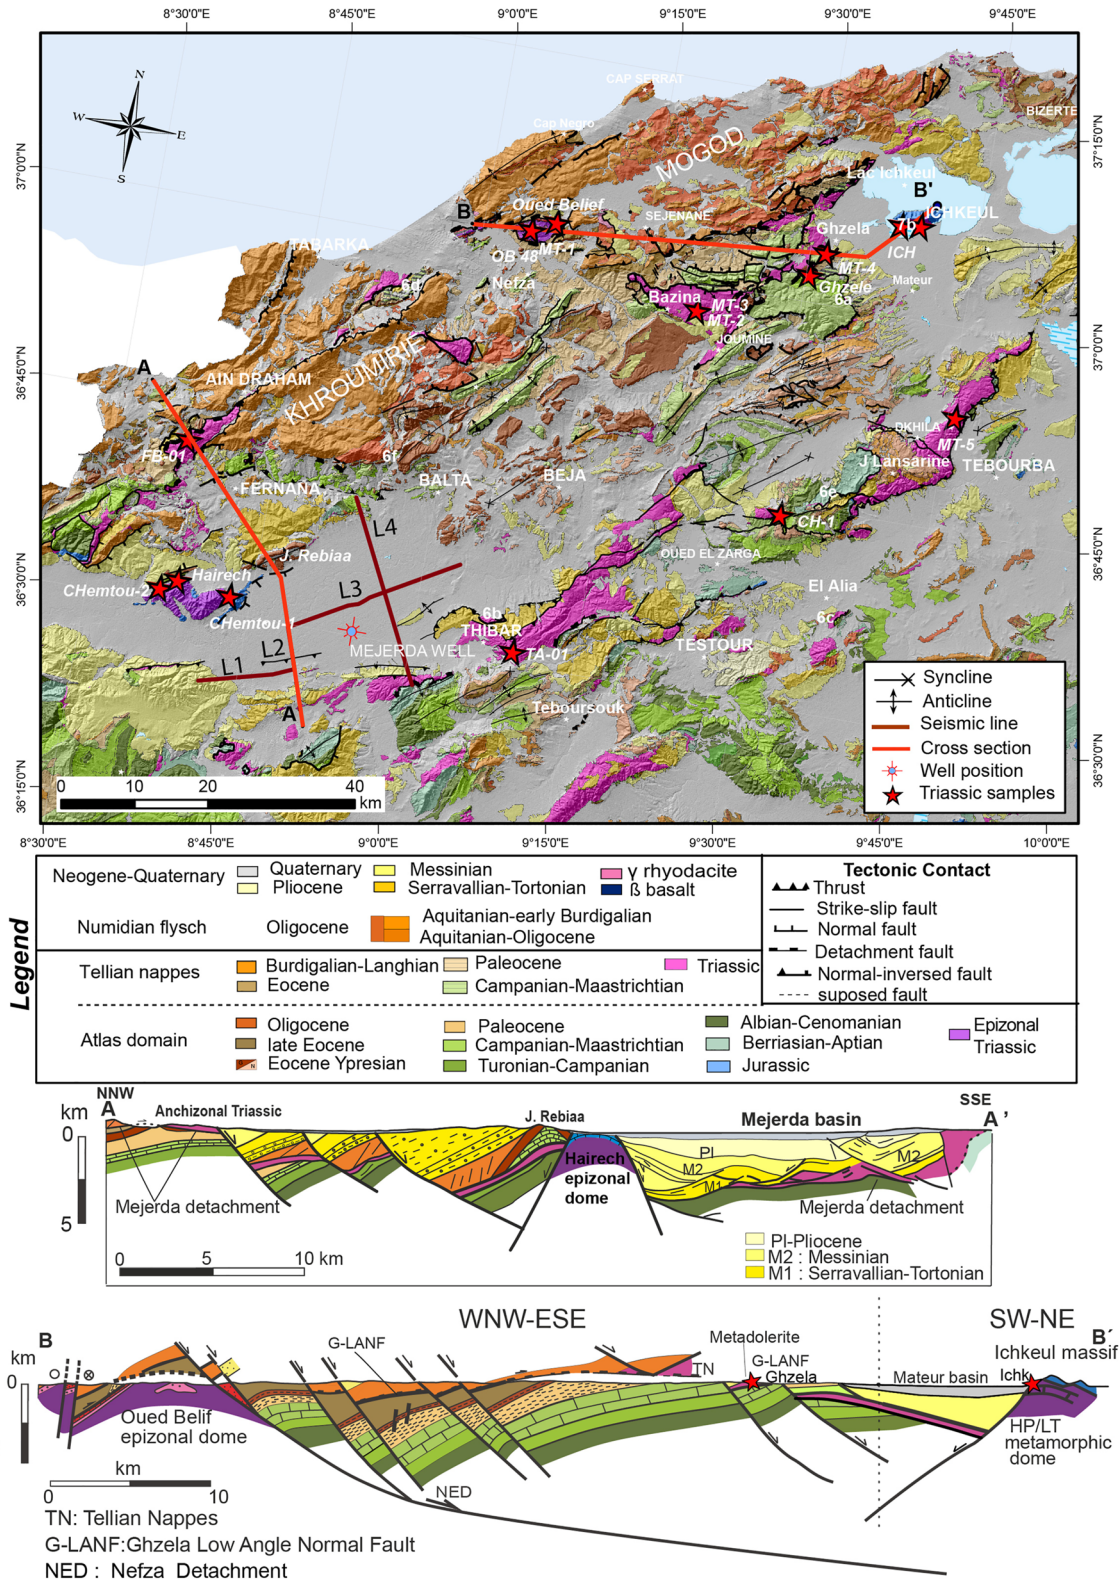 8°30'0"E 8°45'0"E 9°0'0"E 9°15'0"E 9°30'0"E 9°45'0"E
37°0'0"N
36°45'0"N
36°30'0"N
36°15'0"N
37°15'0"N
37°0'0"N
36°45'0"N
36°30'0"N
N
W
E
S
CAP SERRAT
Cap Negro
BIZERTE
MOGOD
Lac Ichkeul
B'
B
Oued Belief
SEJENANE
ICHKEUL
7b
Ghzela
TABARKA
OB 48
MT-1
ICH
MT-4
Nefza
Ghzele
Mateur
6d
Bazina
MT-3
6a
MT-2
JOUMINE
A
AIN DRAHAM
KHROUMIRIE
DKHILA
FB-01
6f
MT-5
J Lansarine
BALTA
BEJA
TEBOURBA
FERNANA
6e
L4
CH-1
J. Rebiaa
OUED EL ZARGA
Hairech
CHemtou-2
L3
El Alia
CHemtou-1
6b
6c
THIBAR
L2
MEJERDA WELL
TESTOUR
L1
TA-01
A'
Teboursouk
Syncline
Anticline
Seismic line
Cross section
Well position
Triassic samples
0 10 20 40
km
8°30'0"E 8°45'0"E 9°0'0"E 9°15'0"E 9°30'0"E 9°45'0"E 10°0'0"E
Legend
Neogene-Quaternary
Quaternary
Messinian
γ rhyodacite
Pliocene
Serravallian-Tortonian
ß basalt
Numidian flysch
Oligocene
Aquitanian-early Burdigalian
Aquitanian-Oligocene
Tellian nappes
Burdigalian-Langhian
Paleocene
Triassic
Eocene
Campanian-Maastrichtian
Atlas domain
Oligocene
Paleocene
Albian-Cenomanian
Epizonal
Triassic
late Eocene
Campanian-Maastrichtian
Berriasian-Aptian
Eocene Ypresian
Turonian-Campanian
Jurassic
Tectonic Contact
Thrust
Strike-slip fault
Normal fault
Detachment fault
Normal-inversed fault
suposed fault
NNW
A
SSE
A'
km
0
5
Anchizonal Triassic
J. Rebiaa
Mejerda basin
Pl
M2
M1
M2
Hairech
epizonal
dome
Mejerda detachment
Mejerda detachment
0 5 10 km
Pl-Pliocene
M2 : Messinian
M1 : Serravallian-Tortonian
WNW-ESE
SW-NE
B
B´
km
0
G-LANF
Metadolerite
G-LANF
Ghzela
TN
Ichkeul massif
Ichk
Mateur basin
Oued Belif
epizonal dome
HP/LT
metamorphic
dome
NED
km
0 10
TN: Tellian Nappes
G-LANF:Ghzela Low Angle Normal Fault
NED : Nefza Detachment